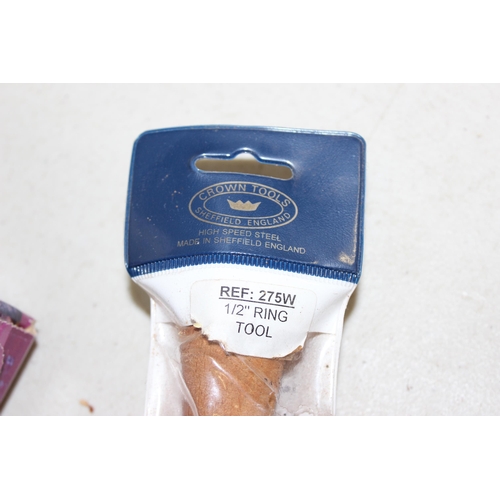 CROWN TOOLS
SHEFFIELD ENGLAND
HIGH SPEED STEEL
MADE IN SHEFFIELD ENGLAND
REF: 275W
1/2" RING
TOOL